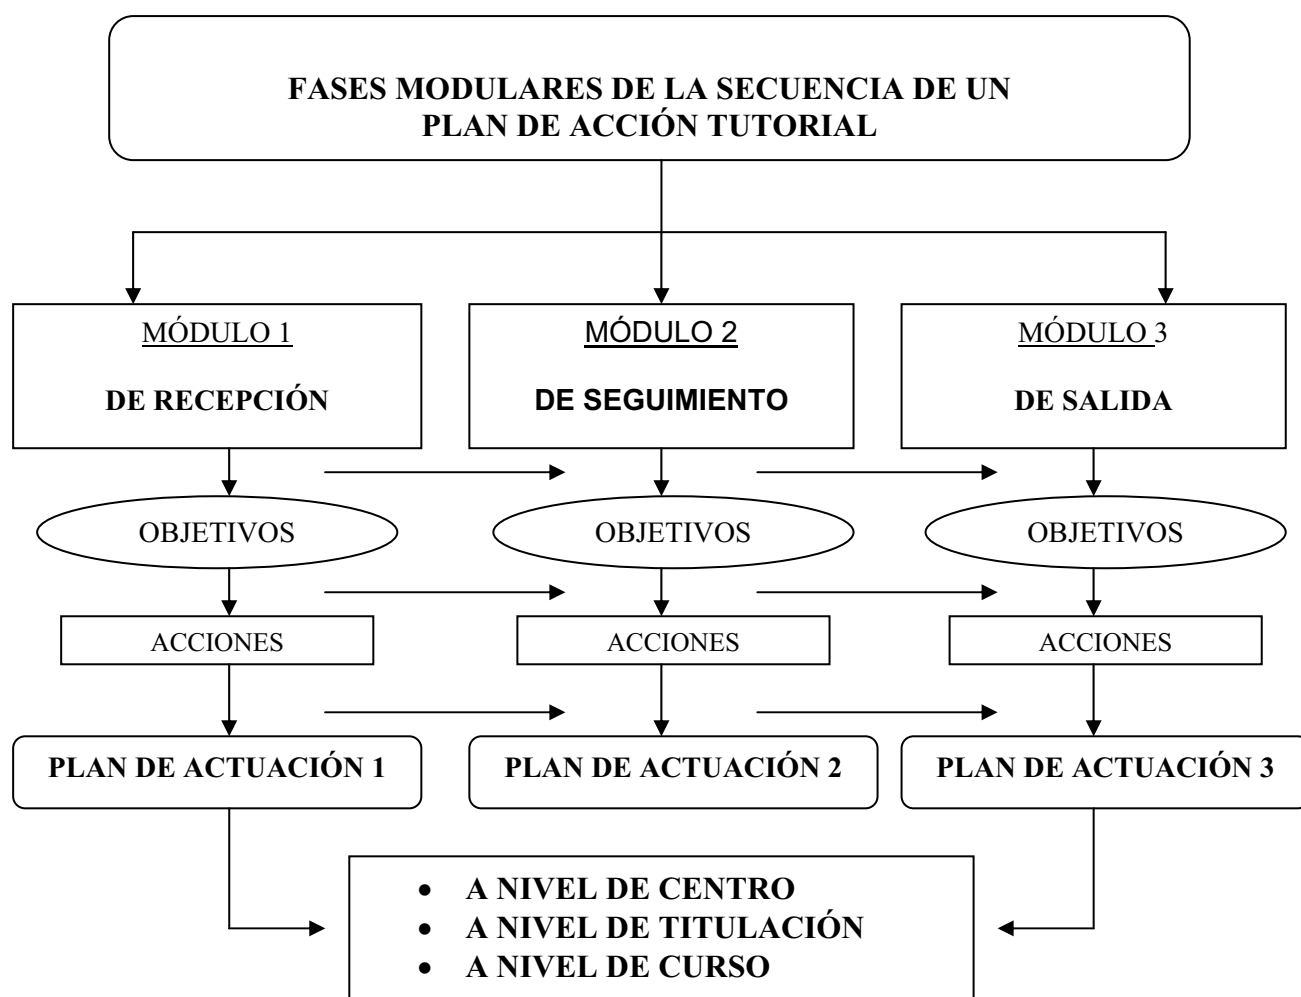 FASES MODULARES DE LA SECUENCIA DE UN
PLAN DE ACCIÓN TUTORIAL
MÓDULO 1
DE RECEPCIÓN
MÓDULO 2
DE SEGUIMIENTO
MÓDULO 3
DE SALIDA
OBJETIVOS
OBJETIVOS
OBJETIVOS
ACCIONES
ACCIONES
ACCIONES
PLAN DE ACTUACIÓN 1
PLAN DE ACTUACIÓN 2
PLAN DE ACTUACIÓN 3
• A NIVEL DE CENTRO
• A NIVEL DE TITULACIÓN
• A NIVEL DE CURSO